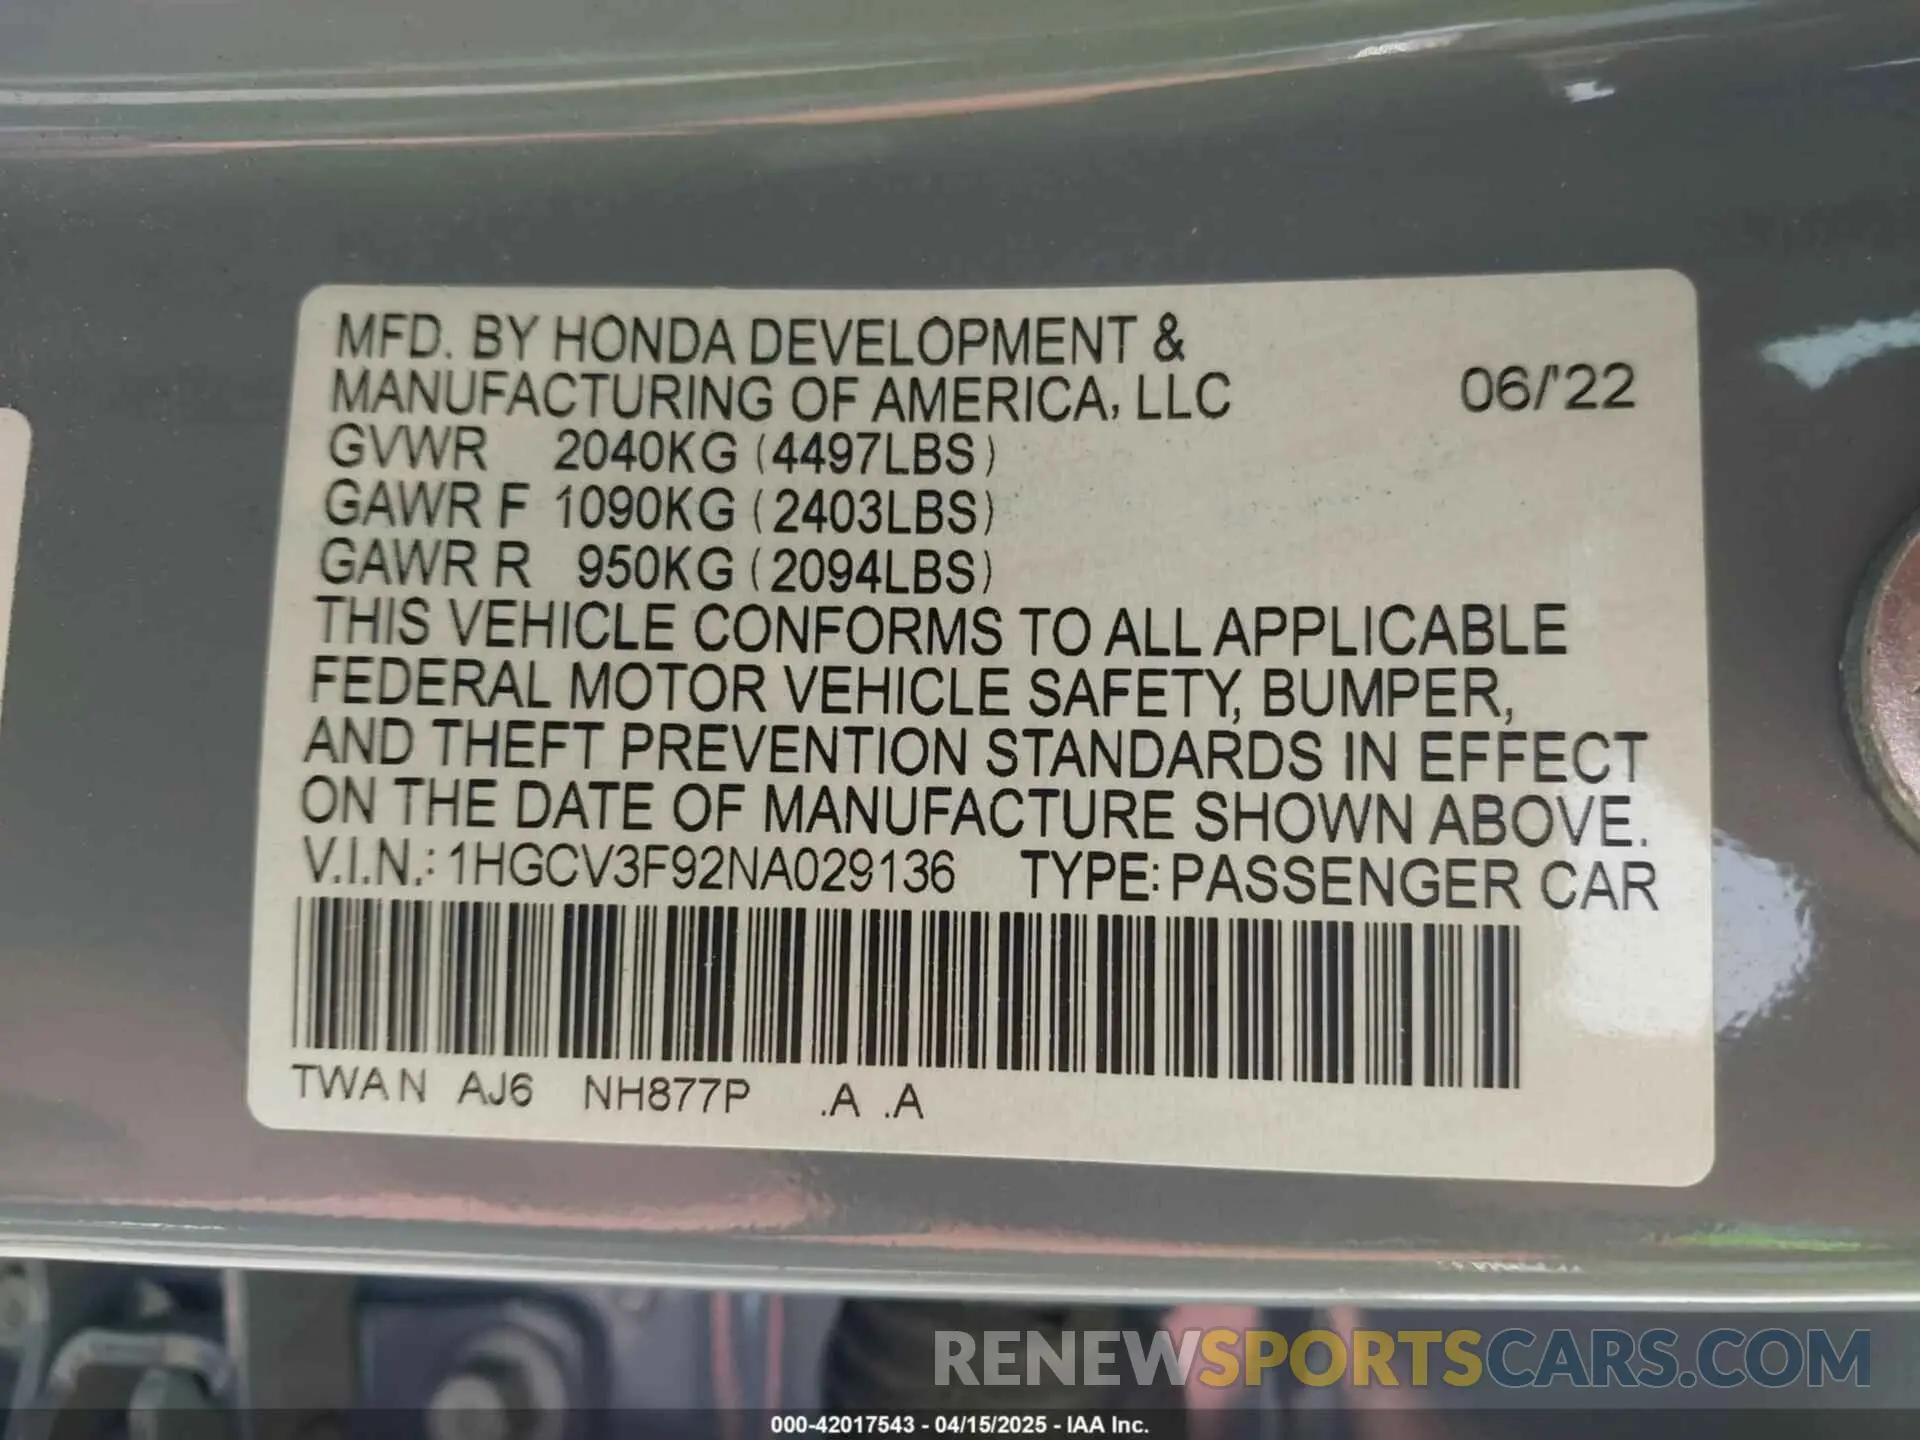 MFD. BY HONDA DEVELOPMENT &
MANUFACTURING OF AMERICA, LLC 06/'22
GVWR 2040KG (4497LBS)
GAWR F 1090KG (2403LBS)
GAWR R 950KG (2094LBS)
THIS VEHICLE CONFORMS TO ALL APPLICABLE
FEDERAL MOTOR VEHICLE SAFETY, BUMPER,
AND THEFT PREVENTION STANDARDS IN EFFECT
ON THE DATE OF MANUFACTURE SHOWN ABOVE.
V.I.N.: 1HGCV3F92NA029136 TYPE: PASSENGER CAR
TWAN AJ6 NH877P .A .A
RENEWSPORTSCARS.COM
000-42017543 - 04/15/2025 - IAA Inc.